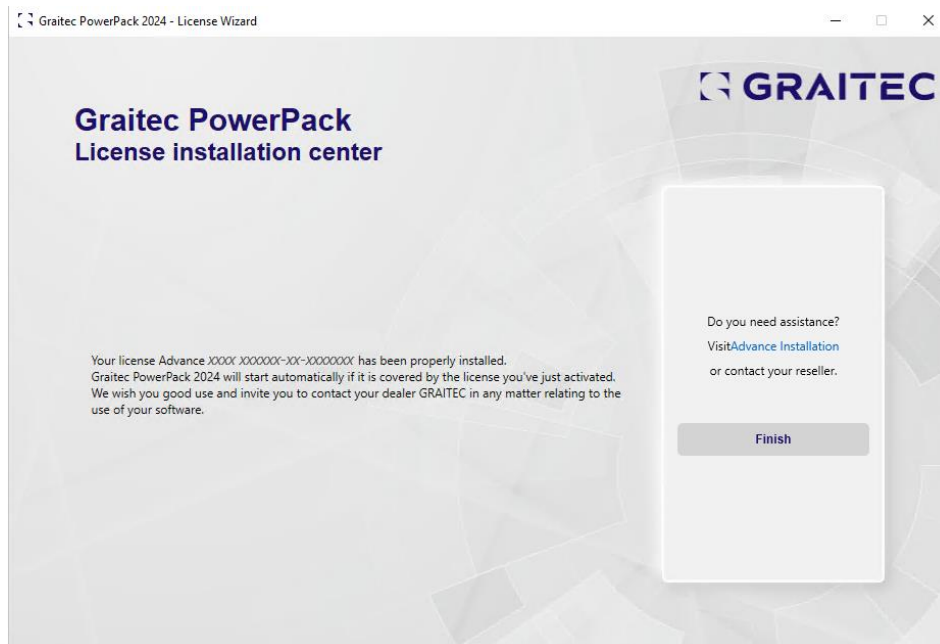 Graitec PowerPack 2024 - License Wizard
GRAITEC
Graitec PowerPack
License installation center
Your license Advance XXXX XXXXXX-XX-XXXXXXX has been properly installed.
Graitec PowerPack 2024 will start automatically if it is covered by the license you've just activated.
We wish you good use and invite you to contact your dealer GRAITEC in any matter relating to the
use of your software.
Do you need assistance?
VisitAdvance Installation
or contact your reseller.
Finish